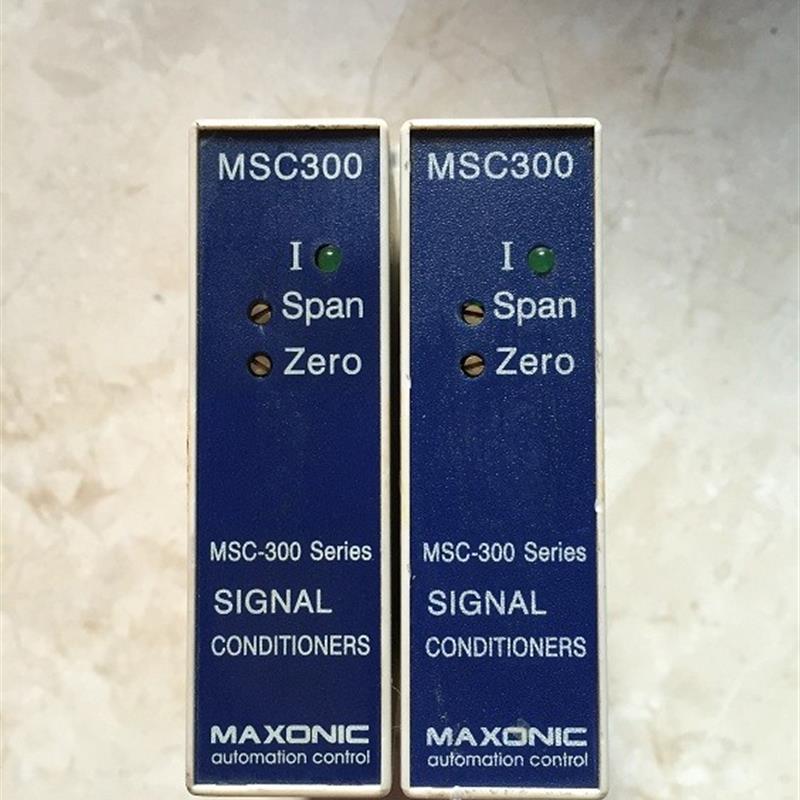 MSC300
I
Span
Zero
MSC-300 Series
SIGNAL
CONDITIONERS
MAXONIC
automation control
MSC300
I
Span
Zero
MSC-300 Series
SIGNAL
CONDITIONERS
MAXONIC
automation control